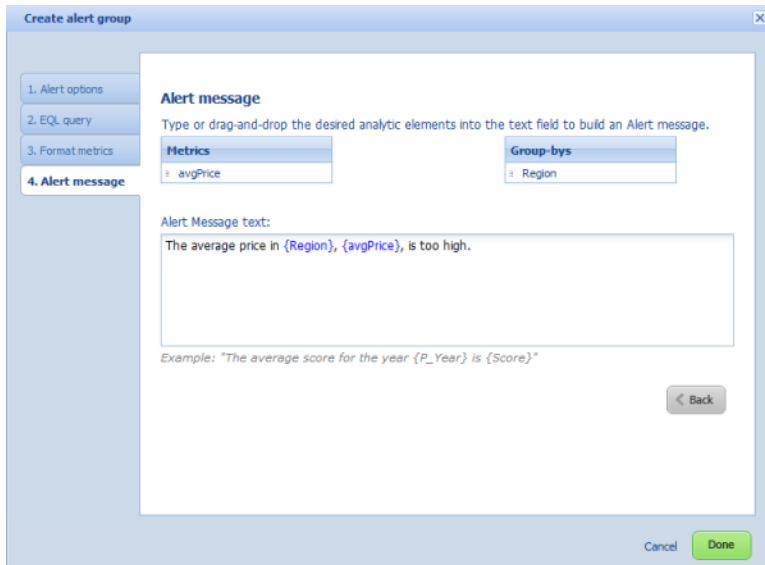 Create alert group
1. Alert options
2. EQL query
3. Format metrics
4. Alert message
Alert message
Type or drag-and-drop the desired analytic elements into the text field to build an Alert message.
Metrics
avgPrice
Group-bys
Region
Alert Message text:
The average price in {Region}, {avgPrice}, is too high.
Example: "The average score for the year {P_Year} is {Score}"
Back
Cancel
Done